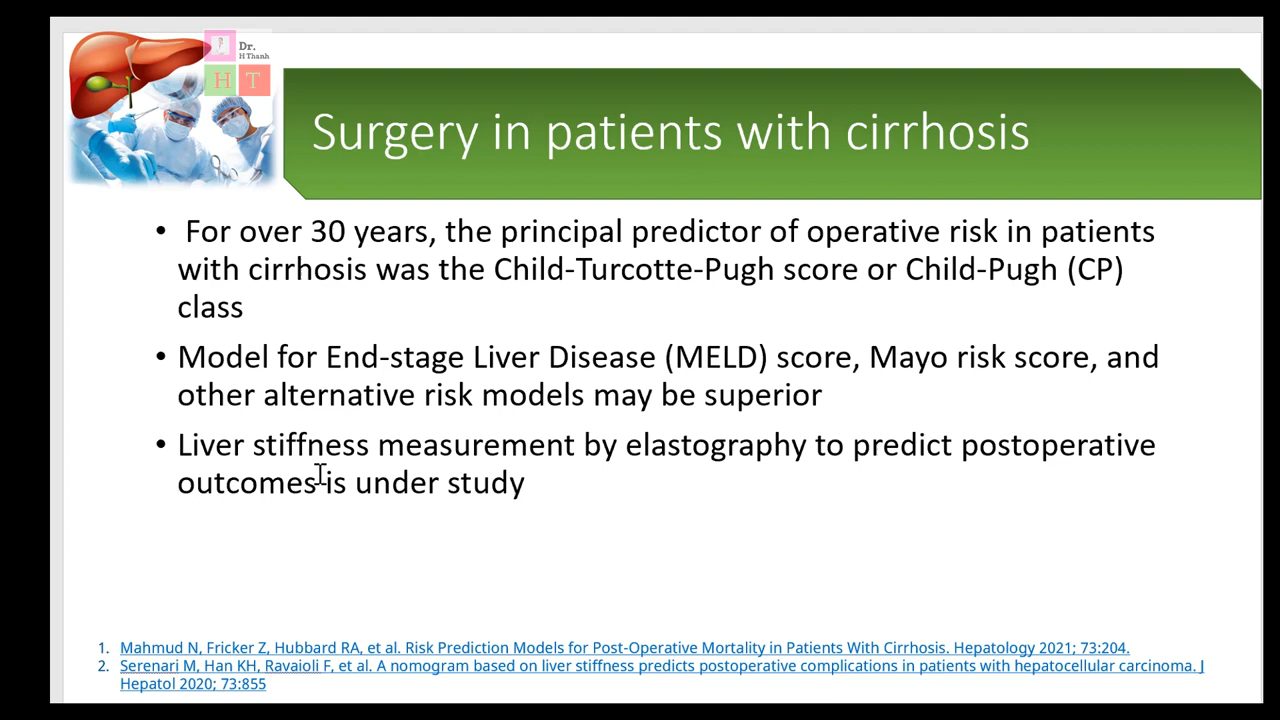 Dr.
H Thanh
H T
Surgery in patients with cirrhosis
• For over 30 years, the principal predictor of operative risk in patients
with cirrhosis was the Child-Turcotte-Pugh score or Child-Pugh (CP)
class
• Model for End-stage Liver Disease (MELD) score, Mayo risk score, and
other alternative risk models may be superior
• Liver stiffness measurement by elastography to predict postoperative
outcomes is under study
1. Mahmud N, Fricker Z, Hubbard RA, et al. Risk Prediction Models for Post-Operative Mortality in Patients With Cirrhosis. Hepatology 2021; 73:204.
2. Serenari M, Han KH, Ravaioli F, et al. A nomogram based on liver stiffness predicts postoperative complications in patients with hepatocellular carcinoma. J
Hepatol 2020; 73:855